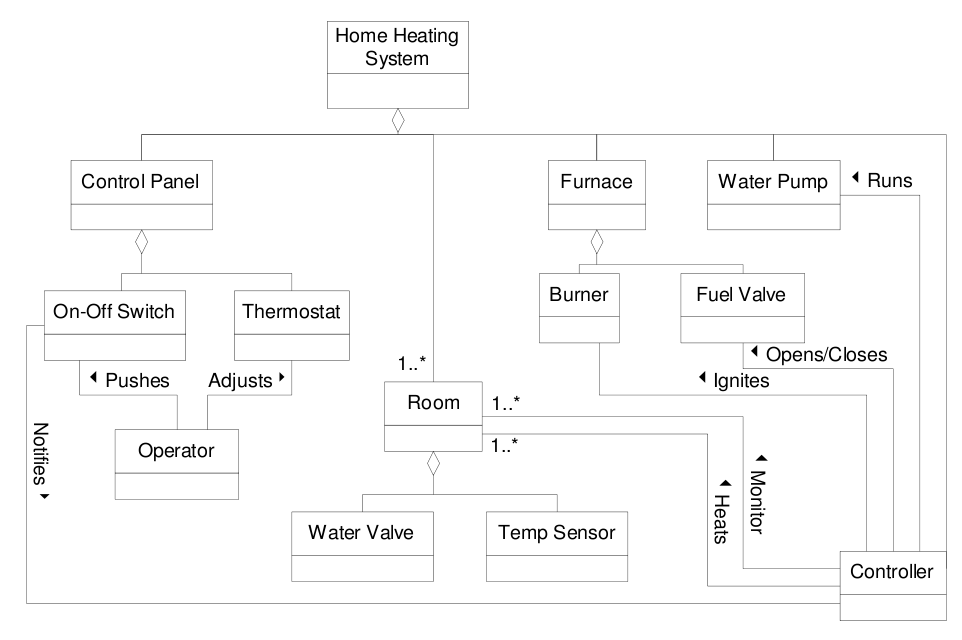 Home Heating
System
Control Panel
Furnace
Water Pump
Runs
On-Off Switch
Thermostat
Burner
Fuel Valve
Opens/Closes
1..*
Pushes
Adjusts
Ignites
Room
1..*
1..*
Operator
Notifies
Monitor
Heats
Water Valve
Temp Sensor
Controller